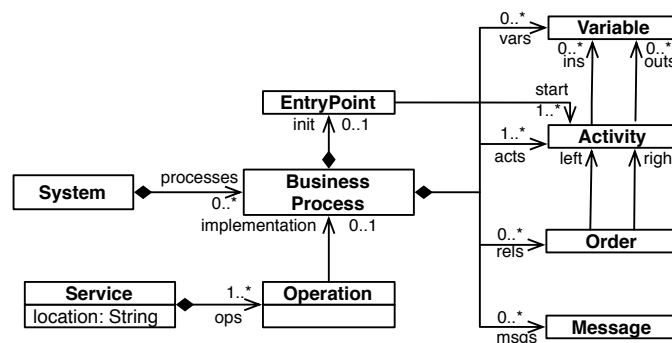 0..*
vars
Variable
0..*
ins
0..*
outs
EntryPoint
start
1..*
init
0..1
1..*
acts
Activity
left
right
System
processes
0..*
Business
Process
implementation
0..1
0..*
rels
Order
Service
location: String
1..*
ops
Operation
0..*
msgs
Message